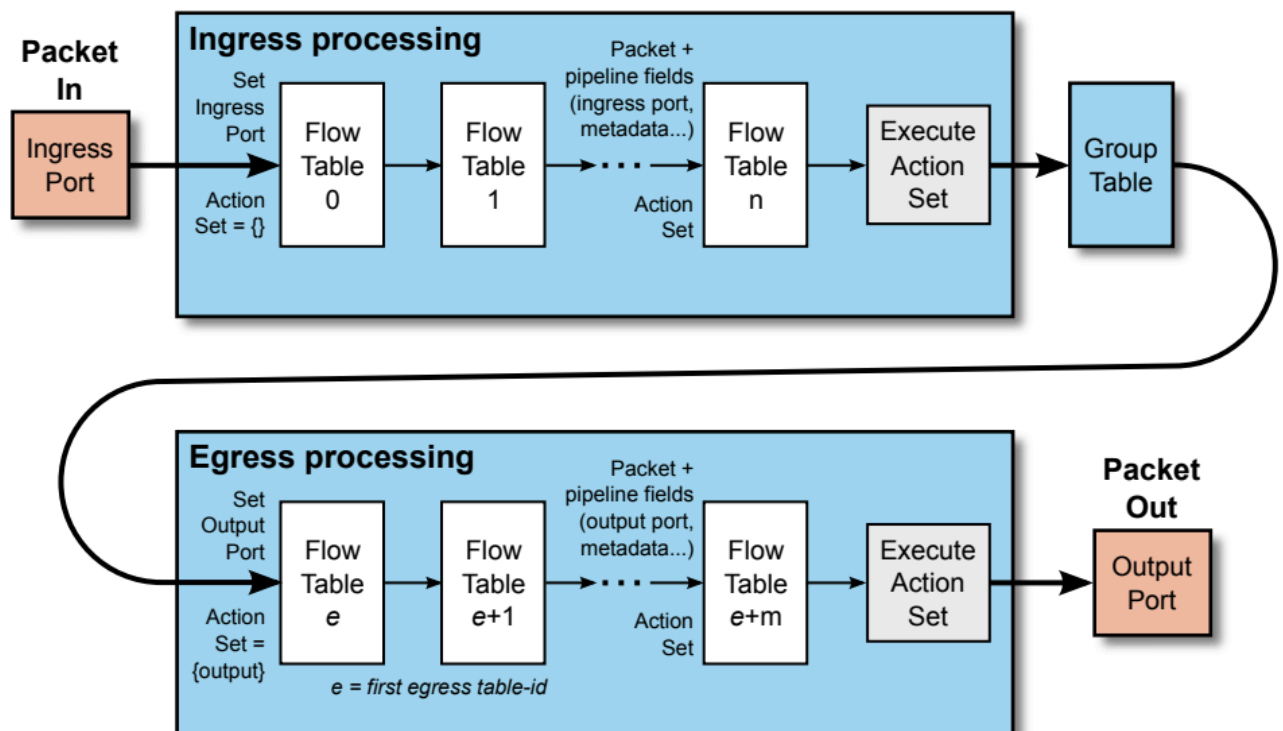 Packet
In
Ingress
Port
Ingress processing
Set
Ingress
Port
Action
Set = {}
Flow
Table
0
Flow
Table
1
Packet +
pipeline fields
(ingress port,
metadata...)
...
Action
Set
Flow
Table
n
Execute
Action
Set
Group
Table
Egress processing
Set
Output
Port
Action
Set =
{output}
Flow
Table
e
Flow
Table
e+1
e = first egress table-id
Packet +
pipeline fields
(output port,
metadata...)
...
Action
Set
Flow
Table
e+m
Execute
Action
Set
Packet
Out
Output
Port